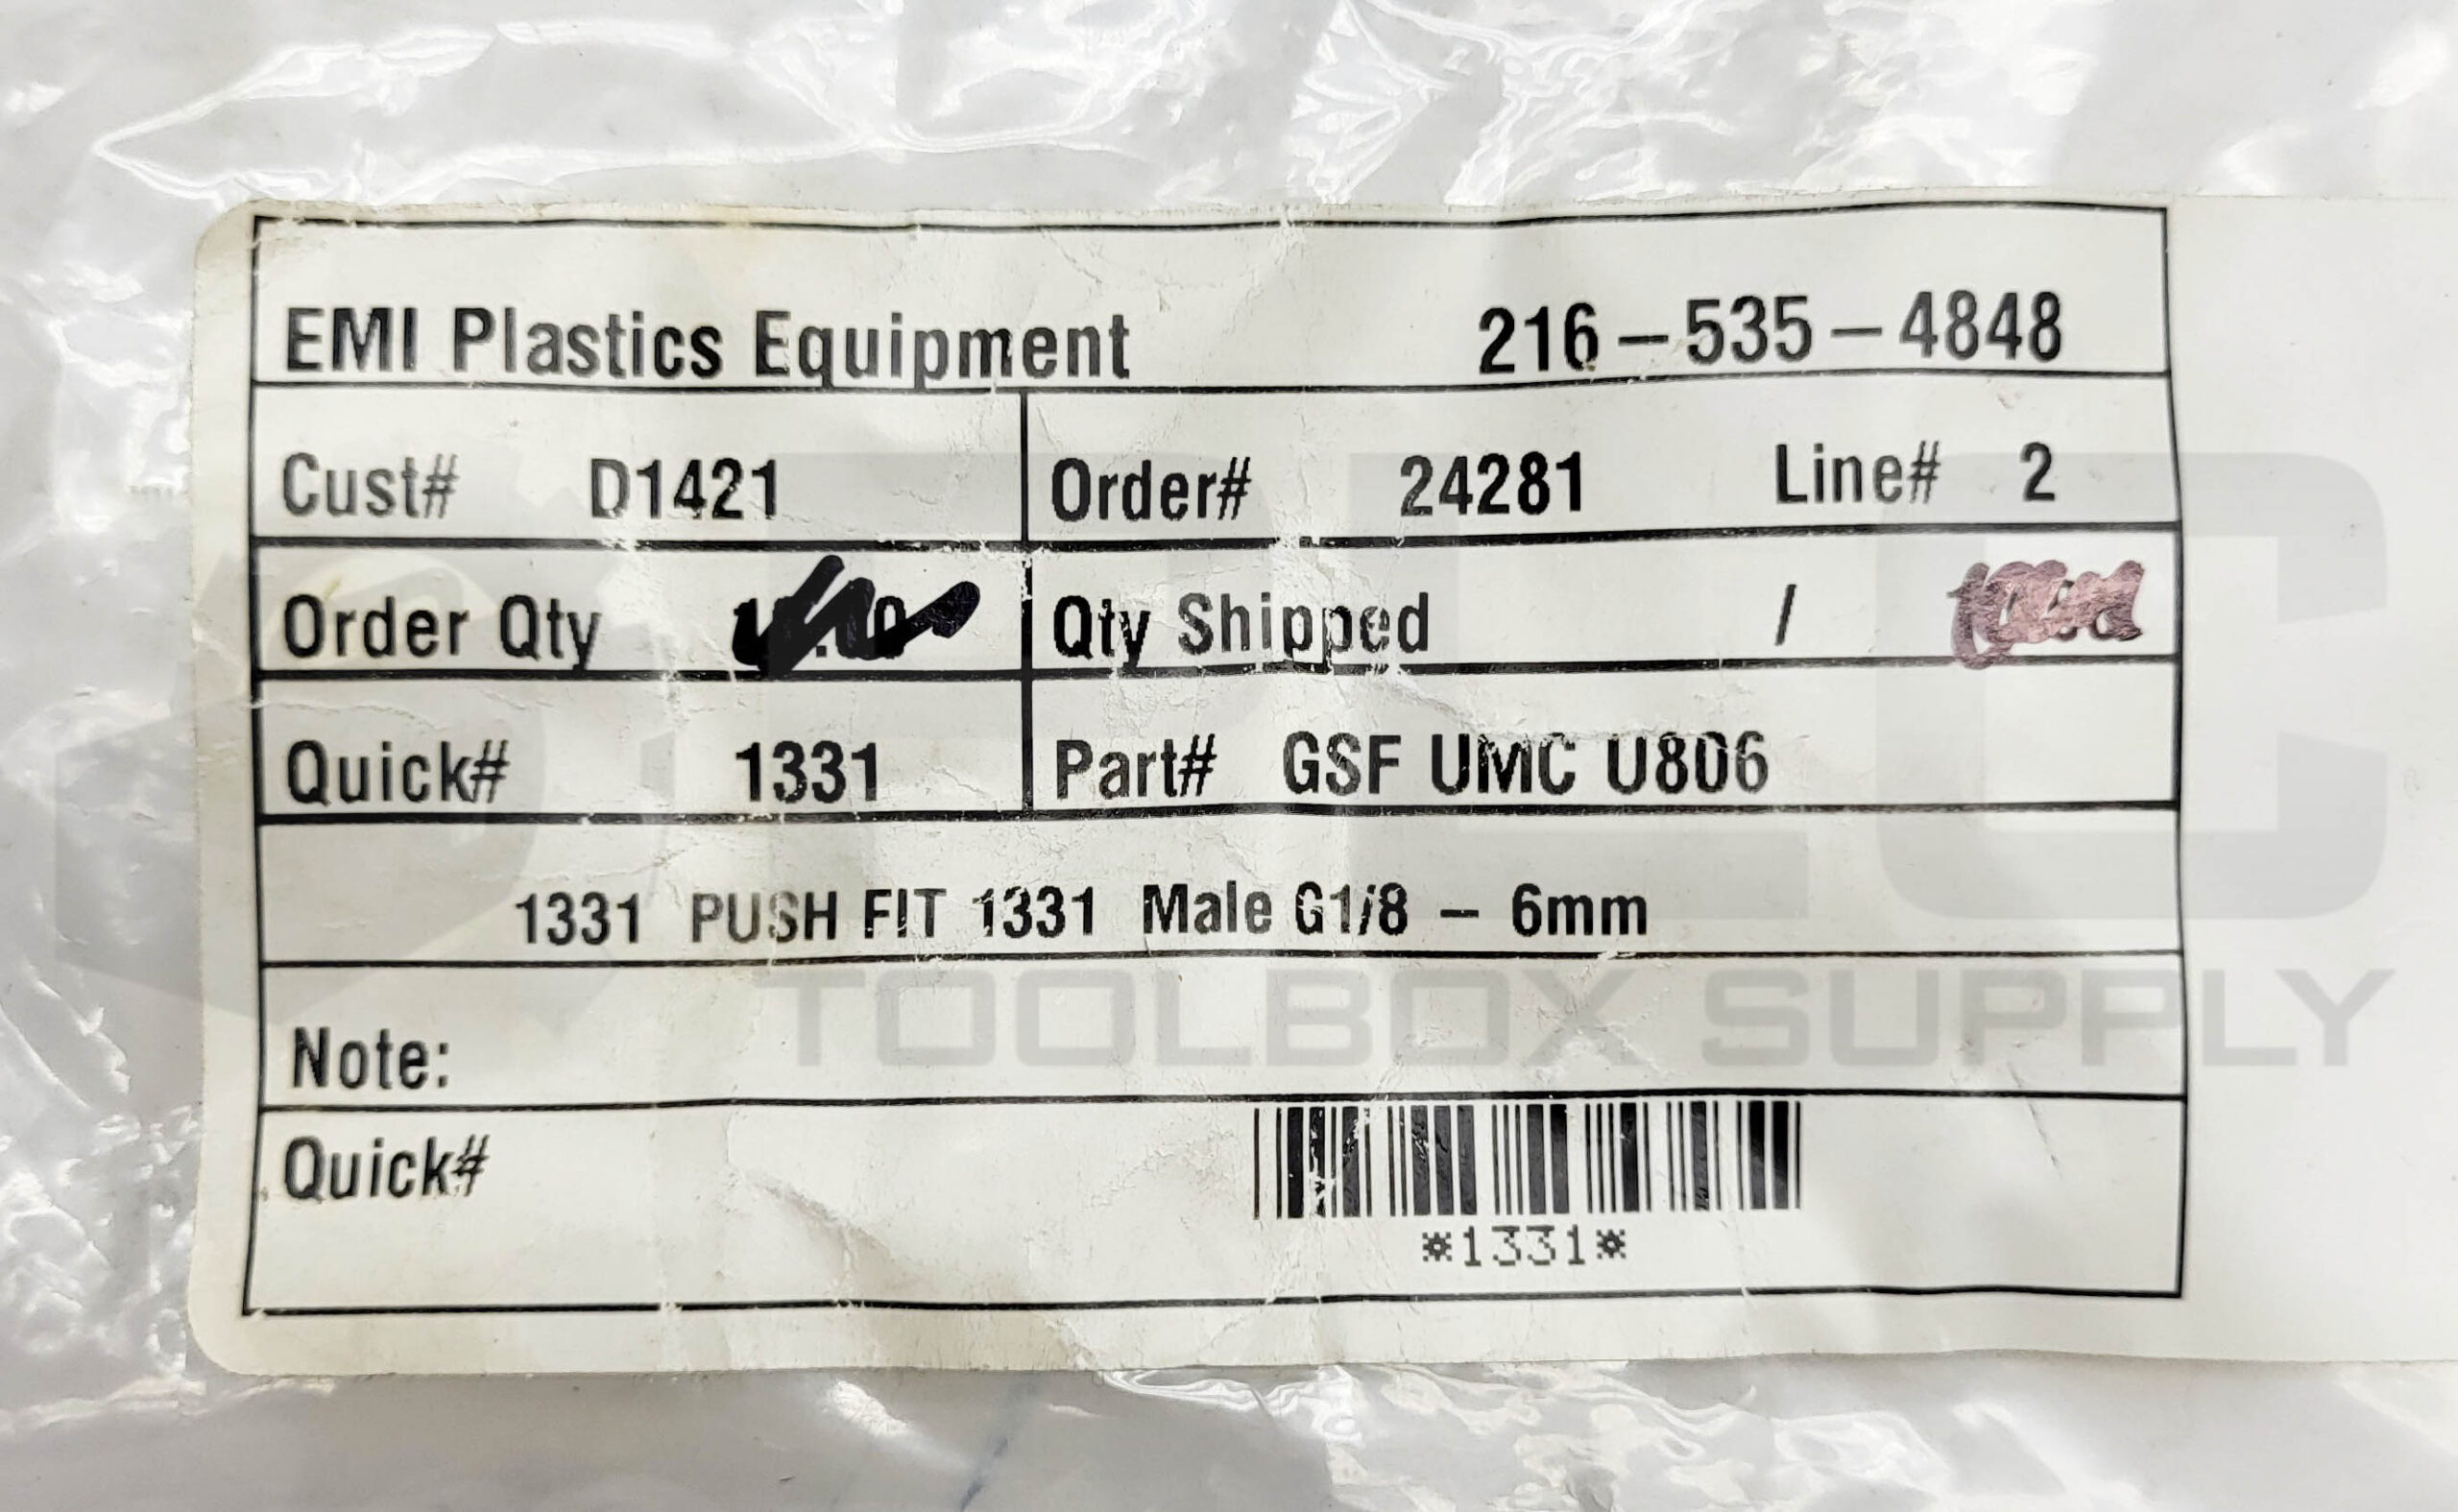 EMI Plastics Equipment 216-535-4848
Cust# D1421 Order# 24281 Line# 2
Order Qty Qty Shipped /
Quick# 1331 Part# GSF UMC U806
1331 PUSH FIT 1331 Male G1/8 - 6mm
Note:
TOOLBOX SUPPLY
Quick#
*1331*